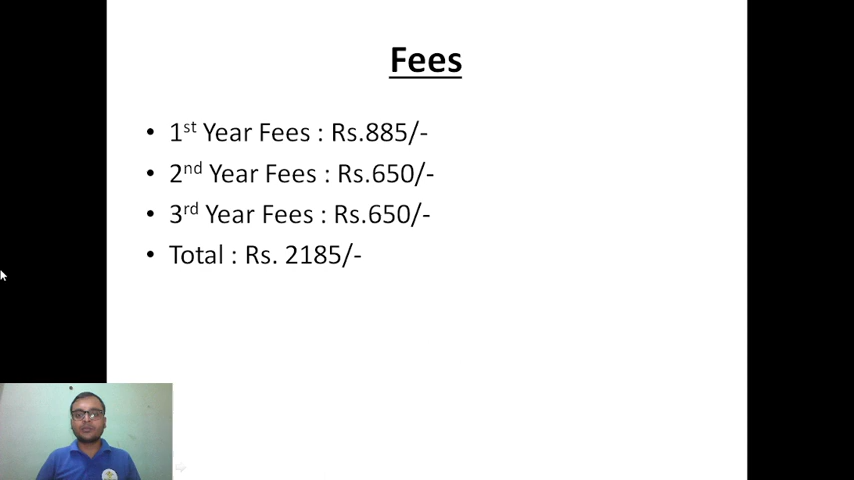 Fees
• 1st Year Fees : Rs.885/-
• 2nd Year Fees : Rs.650/-
• 3rd Year Fees : Rs.650/-
• Total : Rs. 2185/-